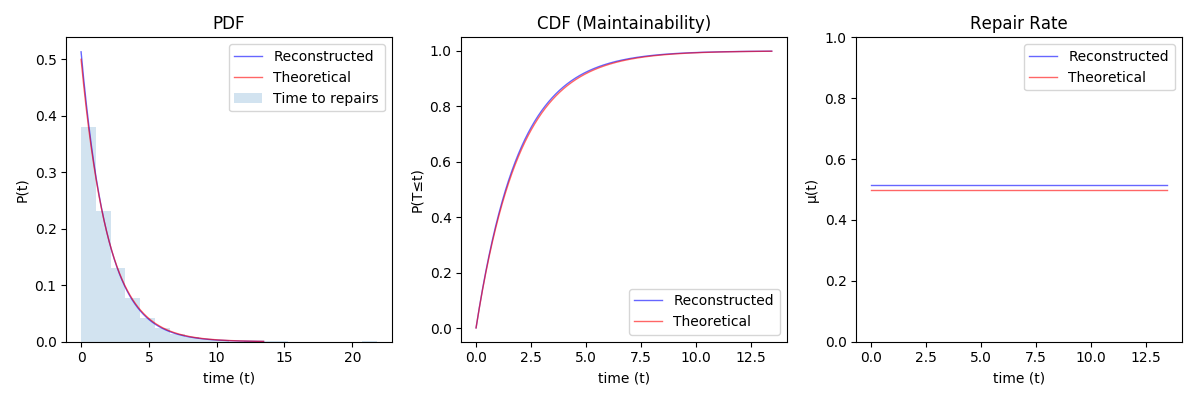 PDF
P(t)
0.5
0.4
0.3
0.2
0.1
0.0
0 5 10 15 20
time (t)
Reconstructed
Theoretical
Time to repairs
CDF (Maintainability)
P(T≤t)
1.0
0.8
0.6
0.4
0.2
0.0
0.0 2.5 5.0 7.5 10.0 12.5
time (t)
Reconstructed
Theoretical
Repair Rate
μ(t)
1.0
0.8
0.6
0.4
0.2
0.0
0.0 2.5 5.0 7.5 10.0 12.5
time (t)
Reconstructed
Theoretical